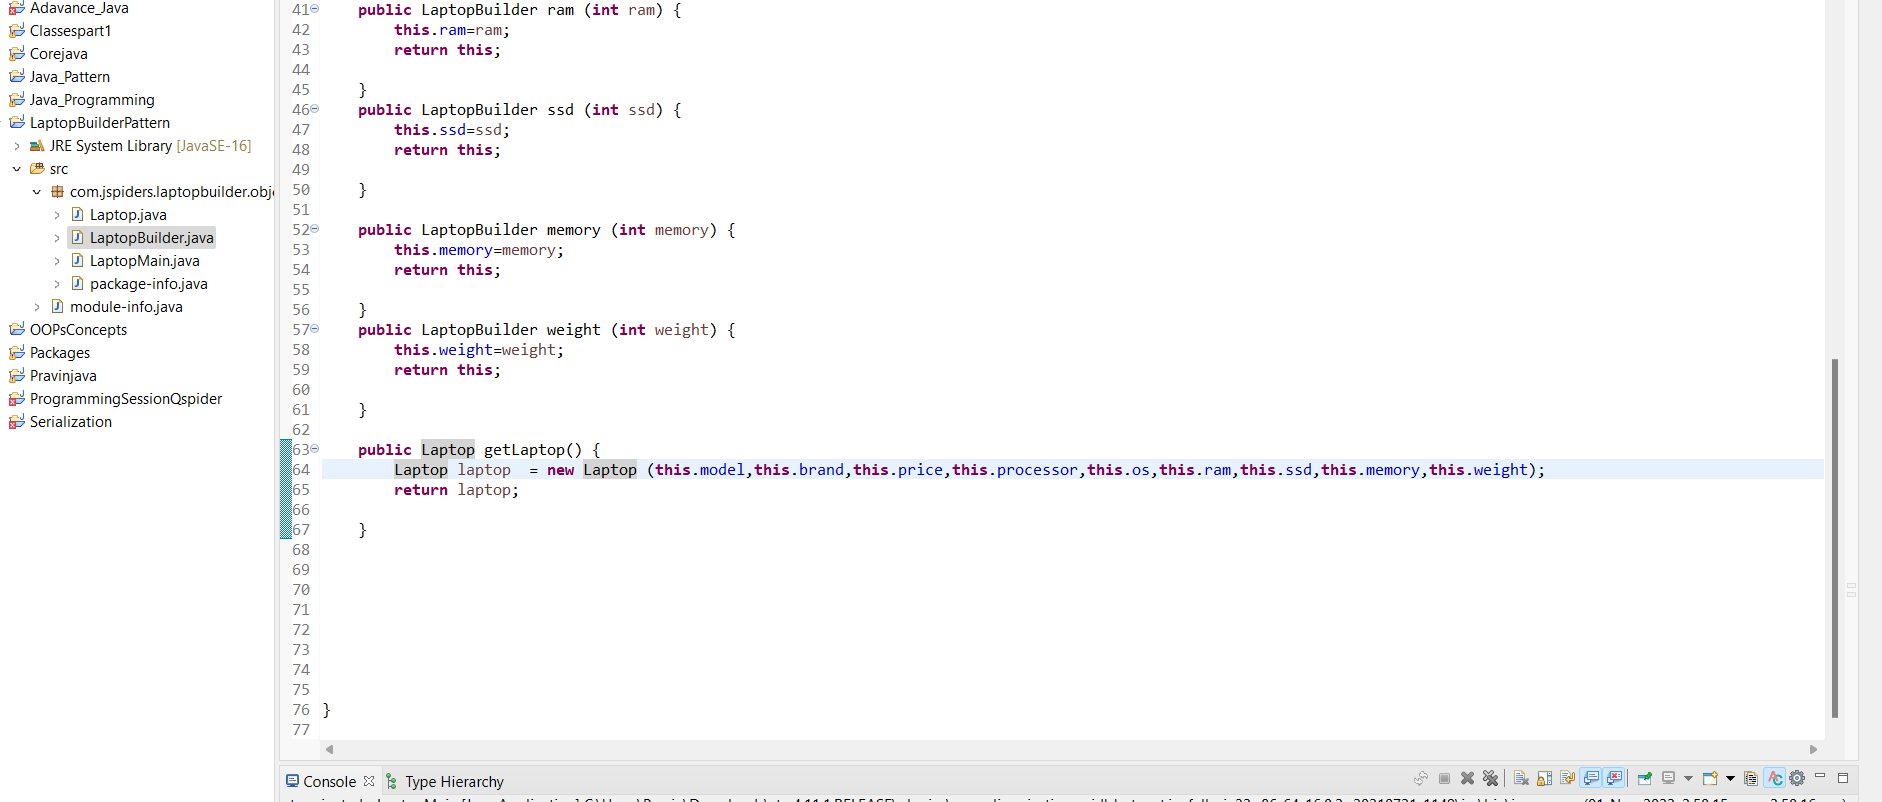 Adavance_Java
Classespart1
Corejava
Java_Pattern
Java_Programming
LaptopBuilderPattern
JRE System Library [JavaSE-16]
src
com.jspiders.laptopbuilder.obj
Laptop.java
LaptopBuilder.java
LaptopMain.java
package-info.java
module-info.java
OOPsConcepts
Packages
Pravinjava
ProgrammingSessionQspider
Serialization
41 public LaptopBuilder ram (int ram) {
42 this.ram=ram;
43 return this;
44
45 }
46 public LaptopBuilder ssd (int ssd) {
47 this.ssd=ssd;
48 return this;
49
50 }
51
52 public LaptopBuilder memory (int memory) {
53 this.memory=memory;
54 return this;
55
56 }
57 public LaptopBuilder weight (int weight) {
58 this.weight=weight;
59 return this;
60
61 }
62
63 public Laptop getLaptop() {
64 Laptop laptop  = new Laptop (this.model,this.brand,this.price,this.processor,this.os,this.ram,this.ssd,this.memory,this.weight);
65 return laptop;
66
67 }
68
69
70
71
72
73
74
75
76 }
77
Console Type Hierarchy